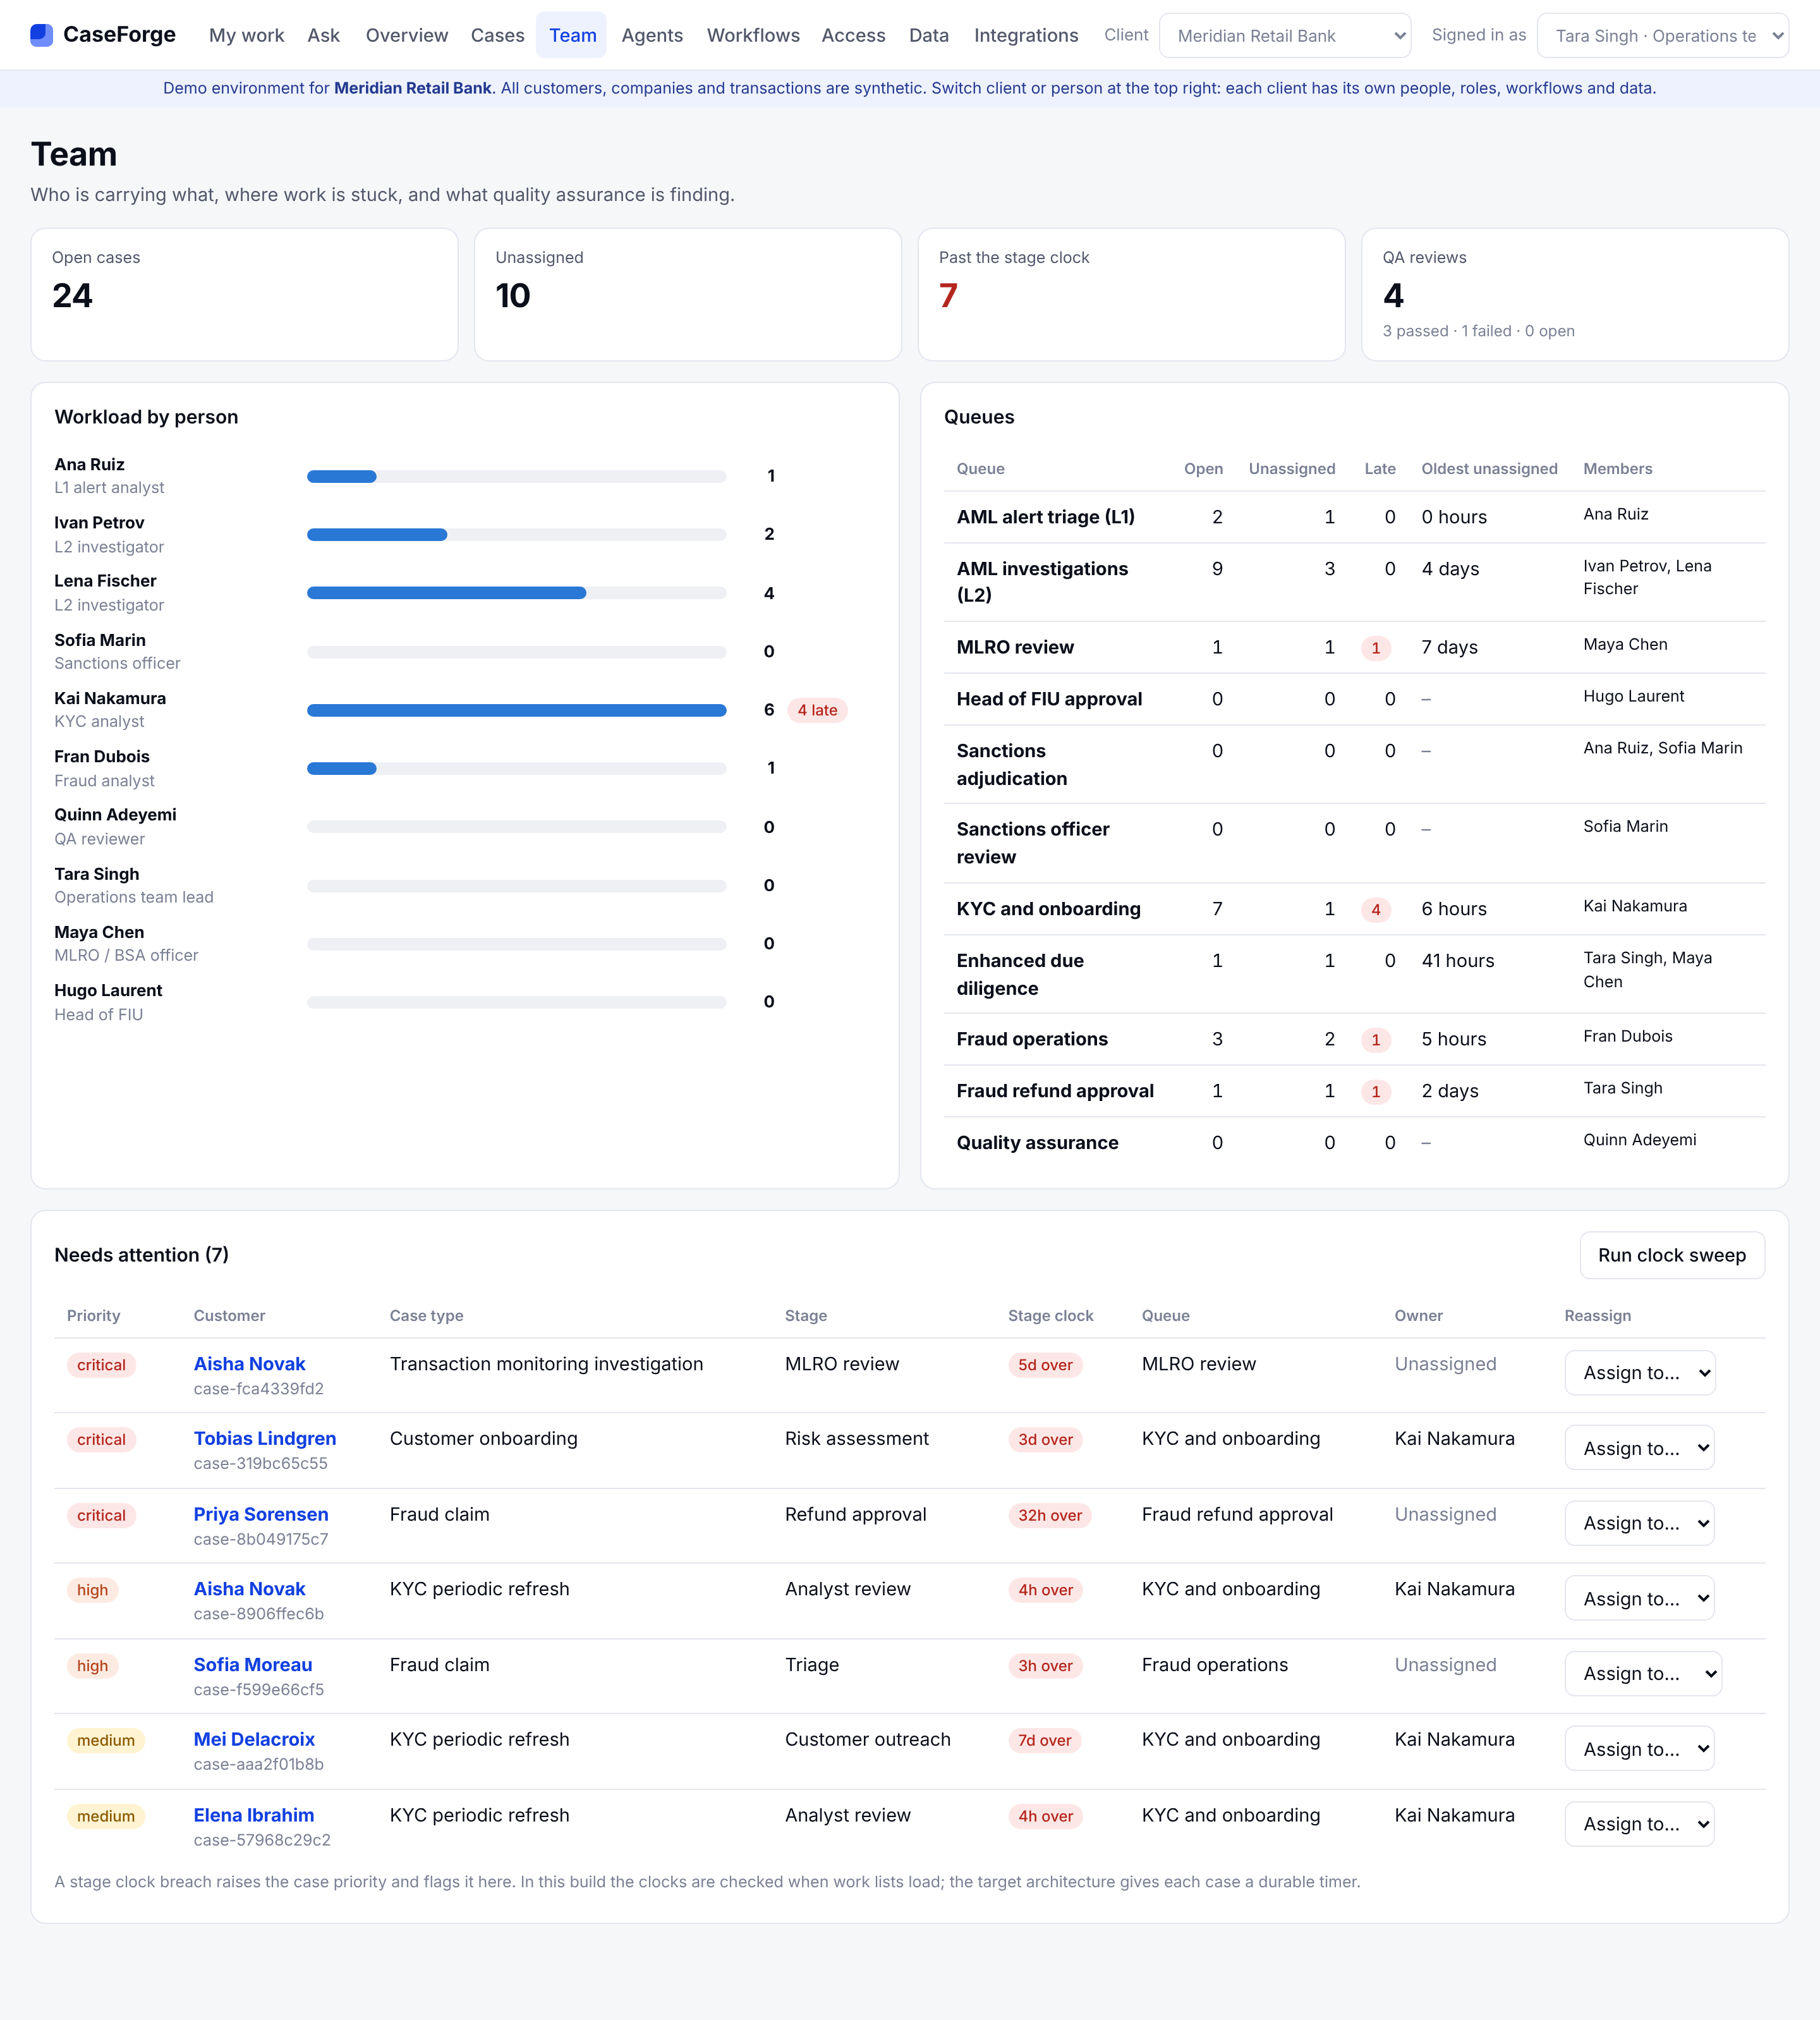 CaseForge
My work
Ask
Overview
Cases
Team
Agents
Workflows
Access
Data
Integrations
Client
Meridian Retail Bank
Signed in as
Tara Singh · Operations te
Demo environment for Meridian Retail Bank. All customers, companies and transactions are synthetic. Switch client or person at the top right: each client has its own people, roles, workflows and data.
Team
Who is carrying what, where work is stuck, and what quality assurance is finding.
Open cases
24
Unassigned
10
Past the stage clock
7
QA reviews
4
3 passed · 1 failed · 0 open
Workload by person
Ana Ruiz
L1 alert analyst
1
Ivan Petrov
L2 investigator
2
Lena Fischer
L2 investigator
4
Sofia Marin
Sanctions officer
0
Kai Nakamura
KYC analyst
6 4 late
Fran Dubois
Fraud analyst
1
Quinn Adeyemi
QA reviewer
0
Tara Singh
Operations team lead
0
Maya Chen
MLRO / BSA officer
0
Hugo Laurent
Head of FIU
0
Queues
Queue Open Unassigned Late Oldest unassigned Members
AML alert triage (L1) 2 1 0 0 hours Ana Ruiz
AML investigations 9 3 0 4 days Ivan Petrov, Lena
(L2) Fischer
MLRO review 1 1 1 7 days Maya Chen
Head of FIU approval 0 0 0 – Hugo Laurent
Sanctions 0 0 0 – Ana Ruiz, Sofia Marin
adjudication
Sanctions officer 0 0 0 – Sofia Marin
review
KYC and onboarding 7 1 4 6 hours Kai Nakamura
Enhanced due 1 1 0 41 hours Tara Singh, Maya
diligence Chen
Fraud operations 3 2 1 5 hours Fran Dubois
Fraud refund approval 1 1 1 2 days Tara Singh
Quality assurance 0 0 0 – Quinn Adeyemi
Needs attention (7)
Run clock sweep
Priority Customer Case type Stage Stage clock Queue Owner Reassign
critical Aisha Novak Transaction monitoring investigation MLRO review 5d over MLRO review Unassigned Assign to...
case-fca4339fd2
critical Tobias Lindgren Customer onboarding Risk assessment 3d over KYC and onboarding Kai Nakamura Assign to...
case-319bc65c55
critical Priya Sorensen Fraud claim Refund approval 32h over Fraud refund approval Unassigned Assign to...
case-8b049175c7
high Aisha Novak KYC periodic refresh Analyst review 4h over KYC and onboarding Kai Nakamura Assign to...
case-8906ffec6b
high Sofia Moreau Fraud claim Triage 3h over Fraud operations Unassigned Assign to...
case-f599e66cf5
medium Mei Delacroix KYC periodic refresh Customer outreach 7d over KYC and onboarding Kai Nakamura Assign to...
case-aaa2f01b8b
medium Elena Ibrahim KYC periodic refresh Analyst review 4h over KYC and onboarding Kai Nakamura Assign to...
case-57968c29c2
A stage clock breach raises the case priority and flags it here. In this build the clocks are checked when work lists load; the target architecture gives each case a durable timer.